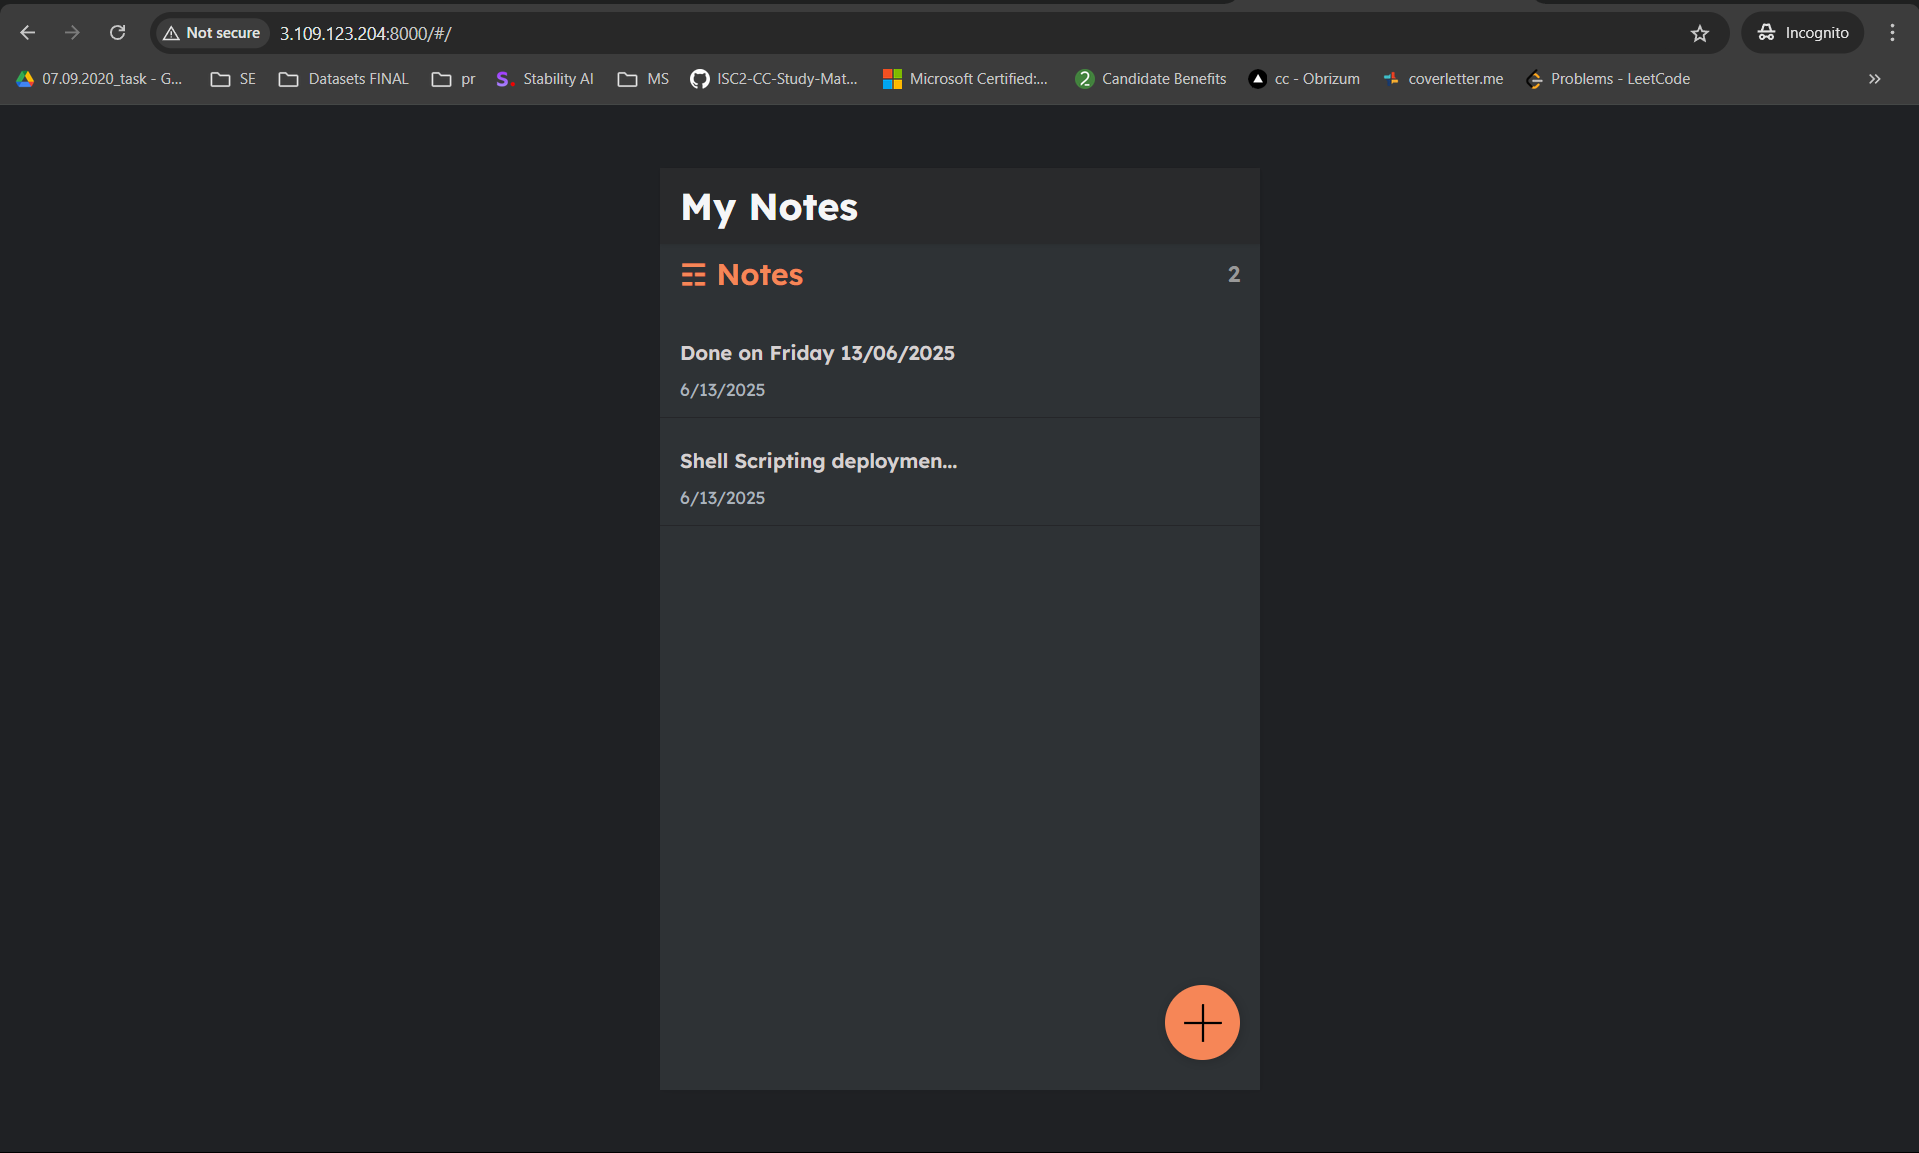 Not secure 3.109.123.204:8000/#/ Incognito
07.09.2020_task - G... SE Datasets FINAL pr S. Stability AI MS ISC2-CC-Study-Mat... Microsoft Certified:... 2 Candidate Benefits cc - Obrizum coverletter.me Problems - LeetCode »
My Notes
Notes 2
Done on Friday 13/06/2025
6/13/2025
Shell Scripting deploymen...
6/13/2025